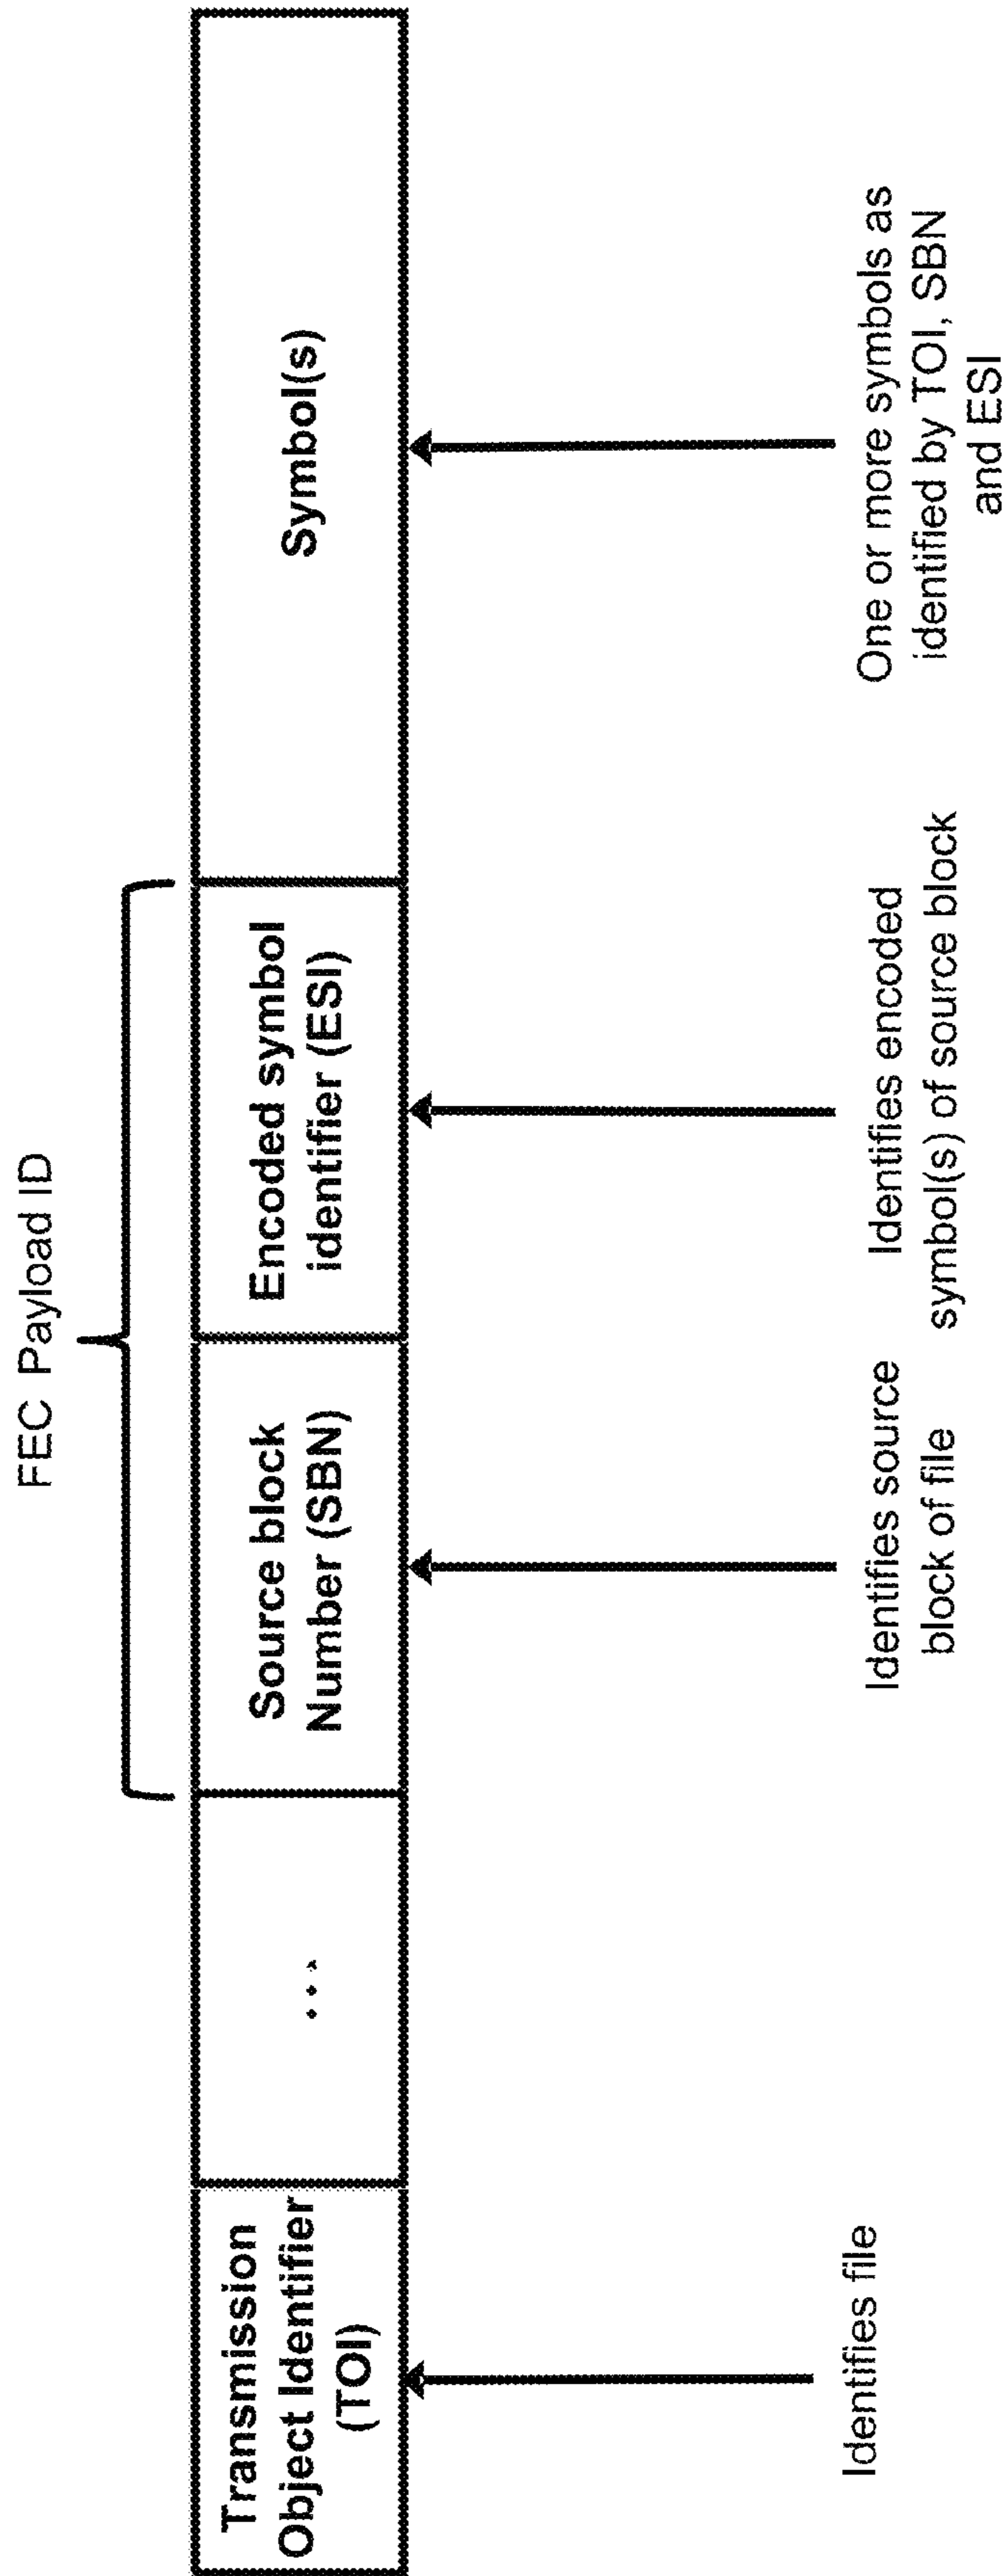 FEC Payload ID
Transmission
Object Identifier
(TOI)
...
Source block
Number (SBN)
Encoded symbol
identifier (ESI)
Symbol(s)
Identifies file
Identifies source
block of file
Identifies encoded
symbol(s) of source block
One or more symbols as
identified by TOI, SBN
and ESI